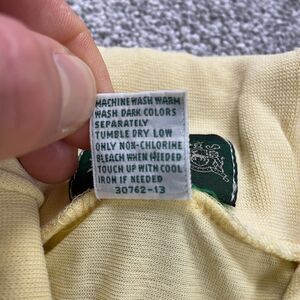 MACHINE WASH WARM
WASH DARK COLORS
SEPARATELY
TUMBLE DRY LOW
ONLY NON-CHLORINE
BLEACH WHEN NEEDED
TOUCH UP WITH COOL
IRON IF NEEDED
30762-13